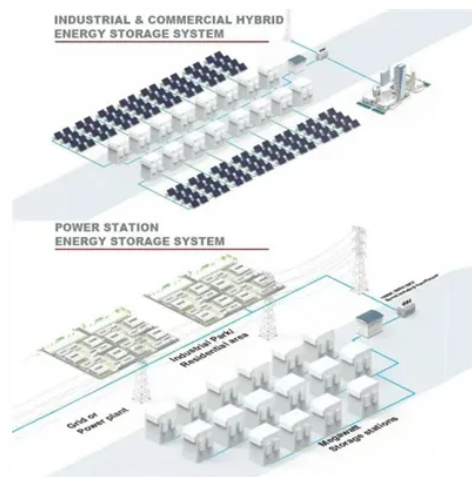 INDUSTRIAL & COMMERCIAL HYBRID
ENERGY STORAGE SYSTEM
POWER STATION
ENERGY STORAGE SYSTEM
Industrial Park/
Residential area
Grid or
Power plant
Megawatt
Storage stations